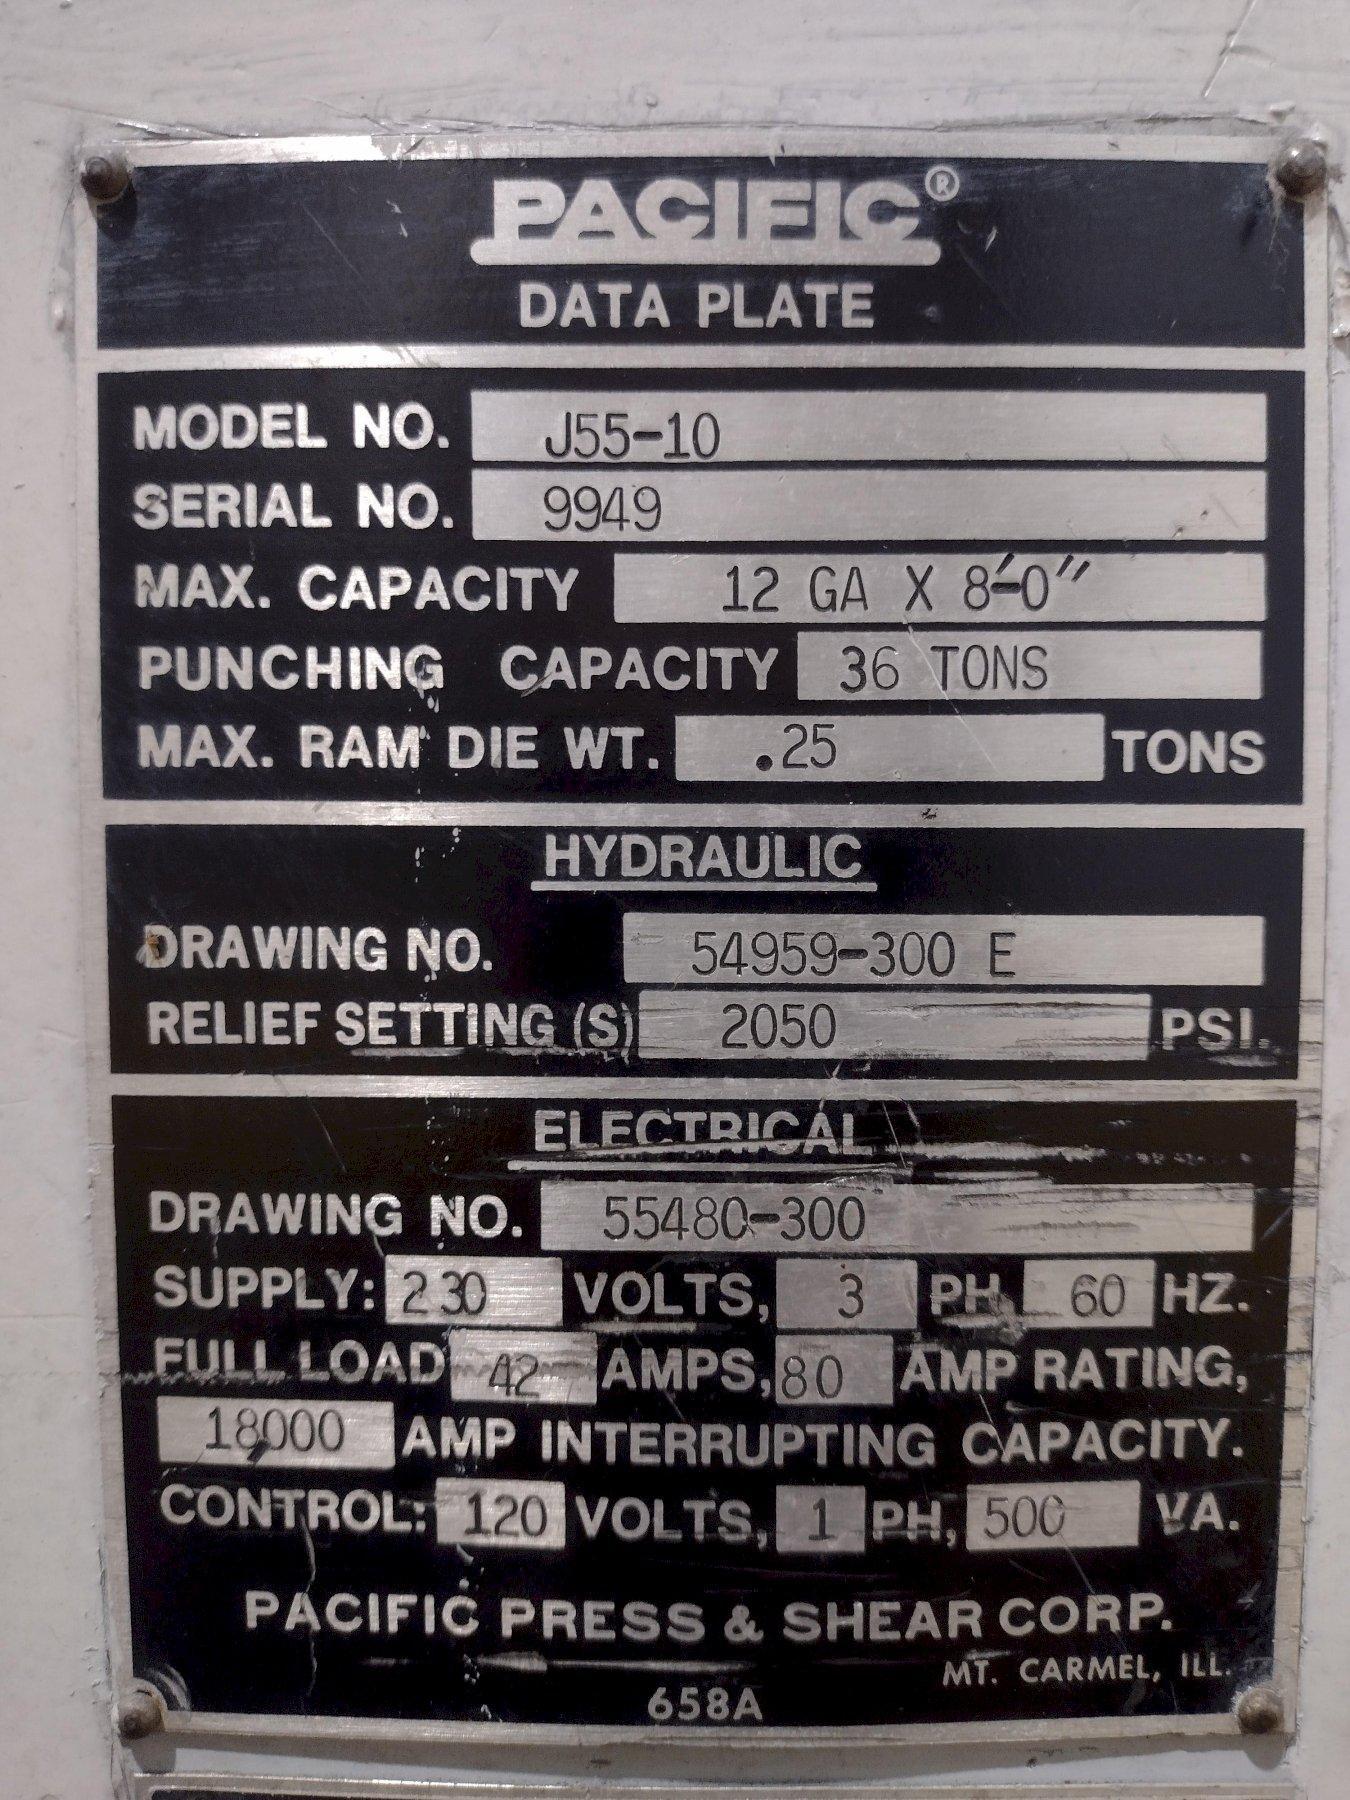 PACIFIC®
DATA PLATE
MODEL NO. J55-10
SERIAL NO. 9949
MAX. CAPACITY 12 GA X 8'-0"
PUNCHING CAPACITY 36 TONS
MAX. RAM DIE WT. .25 TONS
HYDRAULIC
DRAWING NO. 54959-300 E
RELIEF SETTING (S) 2050 PSI.
ELECTRICAL
DRAWING NO. 55480-300
SUPPLY: 230 VOLTS, 3 PH, 60 HZ.
FULL LOAD 42 AMPS, 80 AMP RATING,
18000 AMP INTERRUPTING CAPACITY.
CONTROL: 120 VOLTS, 1 PH, 500 VA.
PACIFIC PRESS & SHEAR CORP.
MT. CARMEL, ILL.
658A